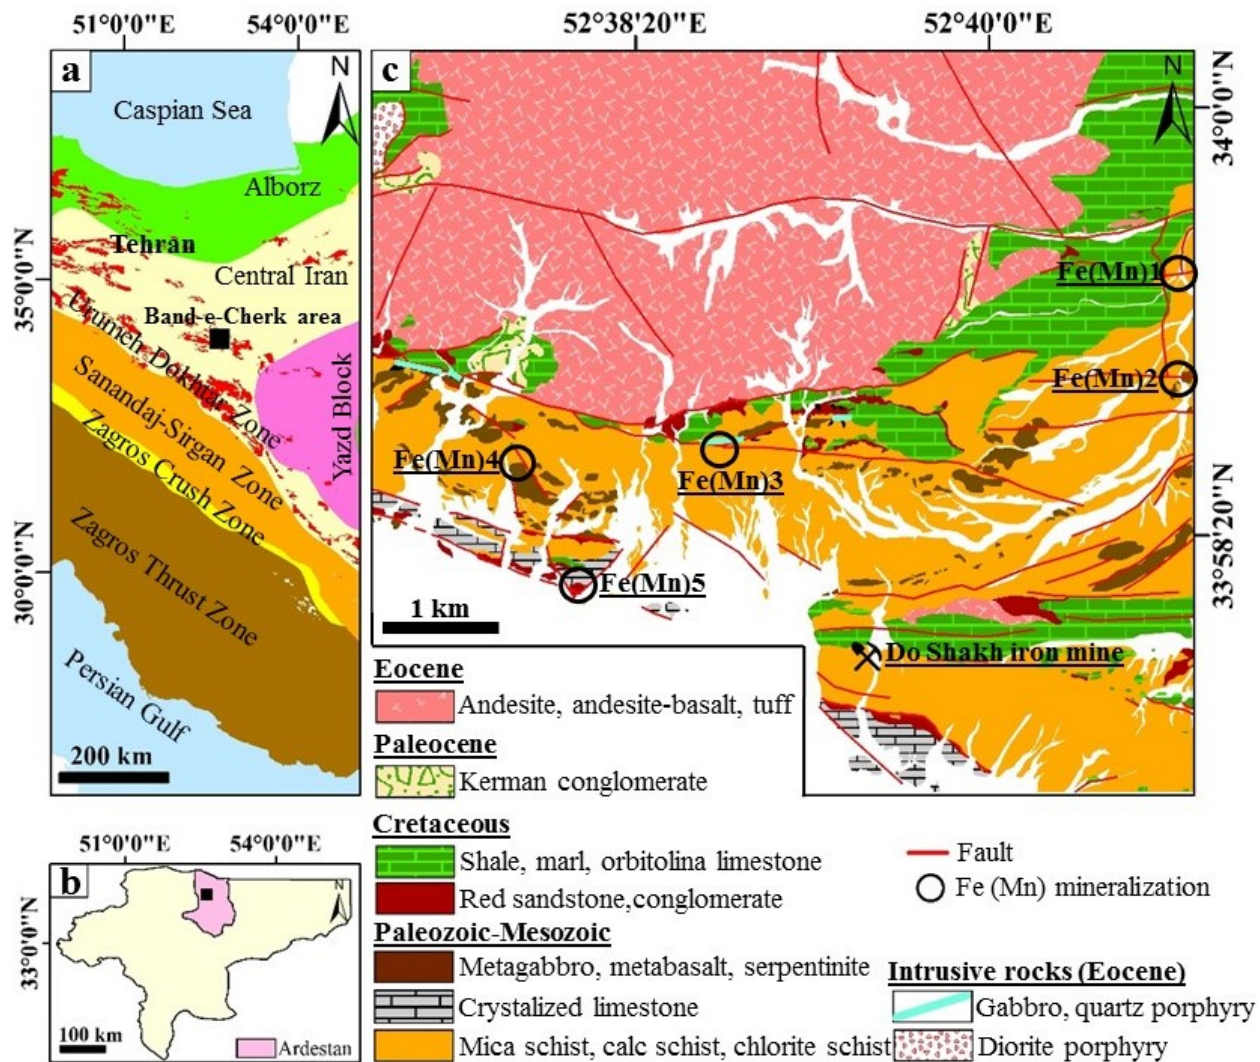 51°0'0"E 54°0'0"E
a
N
Caspian Sea
Alborz
Tehran
Central Iran
Band-e-Cherk area
Urumeh Dokhtar Zone
Sanandaj-Sirgan Zone
Yazd Block
Zagros Crush Zone
Zagros Thrust Zone
Persian Gulf
200 km
35°0'0"N
30°0'0"N
52°38'20"E 52°40'0"E
c
N
34°0'0"N
33°58'20"N
Fe(Mn)1
Fe(Mn)2
Fe(Mn)4
Fe(Mn)3
Fe(Mn)5
1 km
Do Shakh iron mine
51°0'0"E 54°0'0"E
b
N
33°0'0"N
100 km
Ardestan
Eocene
Andesite, andesite-basalt, tuff
Paleocene
Kerman conglomerate
Cretaceous
Shale, marl, orbitolina limestone
Red sandstone,conglomerate
Paleozoic-Mesozoic
Metagabbro, metabasalt, serpentinite
Crystalized limestone
Mica schist, calc schist, chlorite schist
Fault
Fe (Mn) mineralization
Intrusive rocks (Eocene)
Gabbro, quartz porphyry
Diorite porphyry